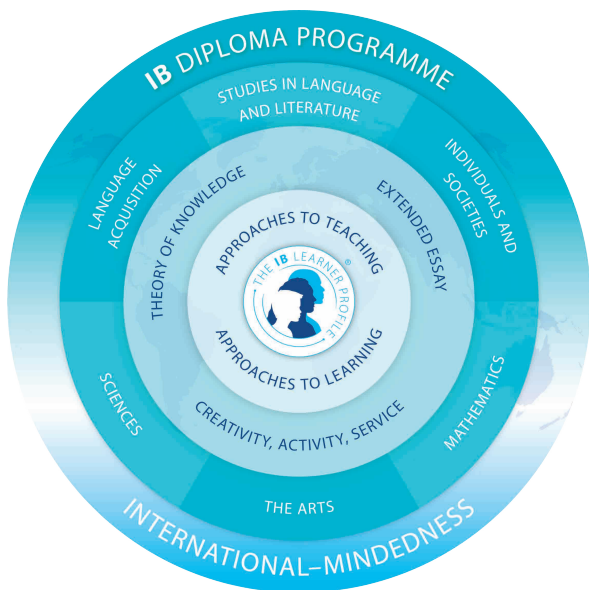 IB DIPLOMA PROGRAMME
STUDIES IN LANGUAGE
AND LITERATURE
LANGUAGE
ACQUISITION
INDIVIDUALS AND
SOCIETIES
THEORY OF KNOWLEDGE
EXTENDED ESSAY
APPROACHES TO TEACHING
THE IB LEARNER PROFILE
®
APPROACHES TO LEARNING
CREATIVITY, ACTIVITY, SERVICE
SCIENCES
MATHEMATICS
THE ARTS
INTERNATIONAL–MINDEDNESS